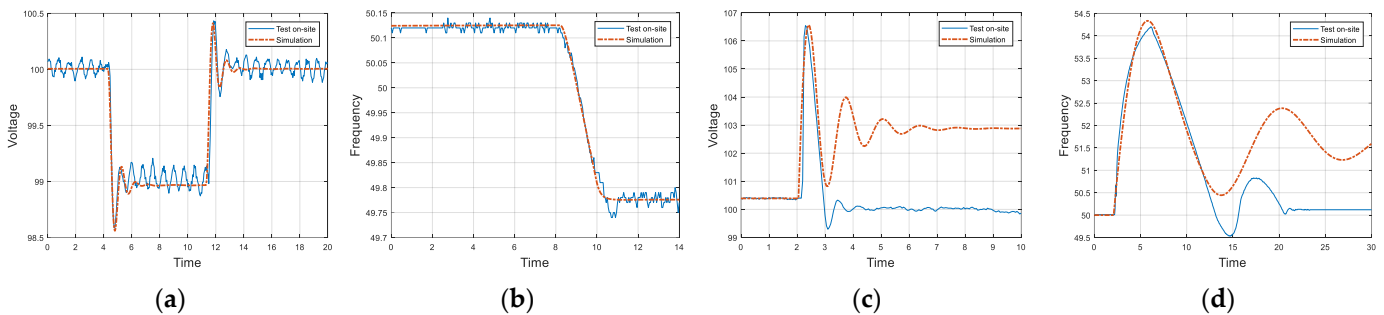 Voltage
100
99.5
99
98.5
0 2 4 6 8 10 12 14 16 18 20
Time
Test on-site
Simulation
(a)
Frequency
50.15
50.1
50.05
50
49.95
49.9
49.85
49.8
49.75
49.7
0 2 4 6 8 10 12 14
Time
Test on-site
Simulation
(b)
Voltage
107
106
105
104
103
102
101
100
99
0 1 2 3 4 5 6 7 8 9 10
Time
Test on-site
Simulation
(c)
Frequency
54.5
54
53.5
53
52.5
52
51.5
51
50.5
50
49.5
0 5 10 15 20 25 30
Time
Test on-site
Simulation
(d)